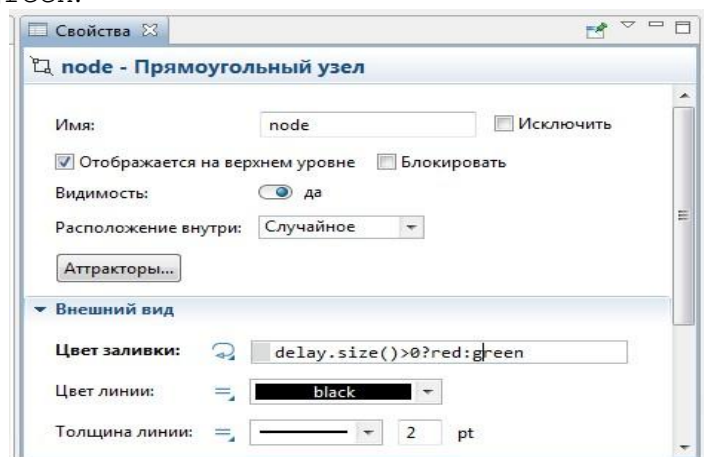 Свойства
node - Прямоугольный узел
Имя: node Исключить
Отображается на верхнем уровне Блокировать
Видимость: да
Расположение внутри: Случайное
Аттракторы...
Внешний вид
Цвет заливки: delay.size()>0?red:green
Цвет линии: black
Толщина линии: 2 pt